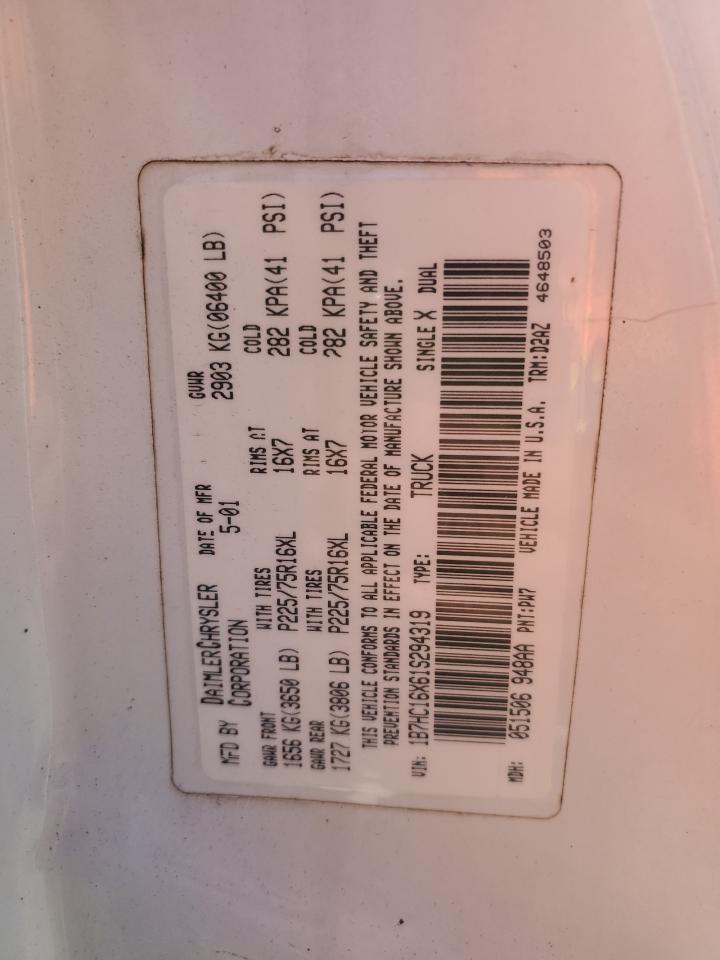 MFD BY DAIMLERCHRYSLER CORPORATION DATE OF MFR 5-01 GVWR 2903 KG(06400 LB)
GAWR FRONT WITH TIRES RIMS AT COLD
1656 KG(3650 LB) P225/75R16XL 16X7 282 KPA(41 PSI)
GAWR REAR WITH TIRES RIMS AT COLD
1727 KG(3806 LB) P225/75R16XL 16X7 282 KPA(41 PSI)
THIS VEHICLE CONFORMS TO ALL APPLICABLE FEDERAL MOTOR VEHICLE SAFETY AND THEFT
PREVENTION STANDARDS IN EFFECT ON THE DATE OF MANUFACTURE SHOWN ABOVE.
VIN: 1B7HC16X61S294319 TYPE: TRUCK SINGLE X DUAL
MDH: 051506 948AA PNT:PW7 VEHICLE MADE IN U.S.A. TRM:D2AZ
4648503